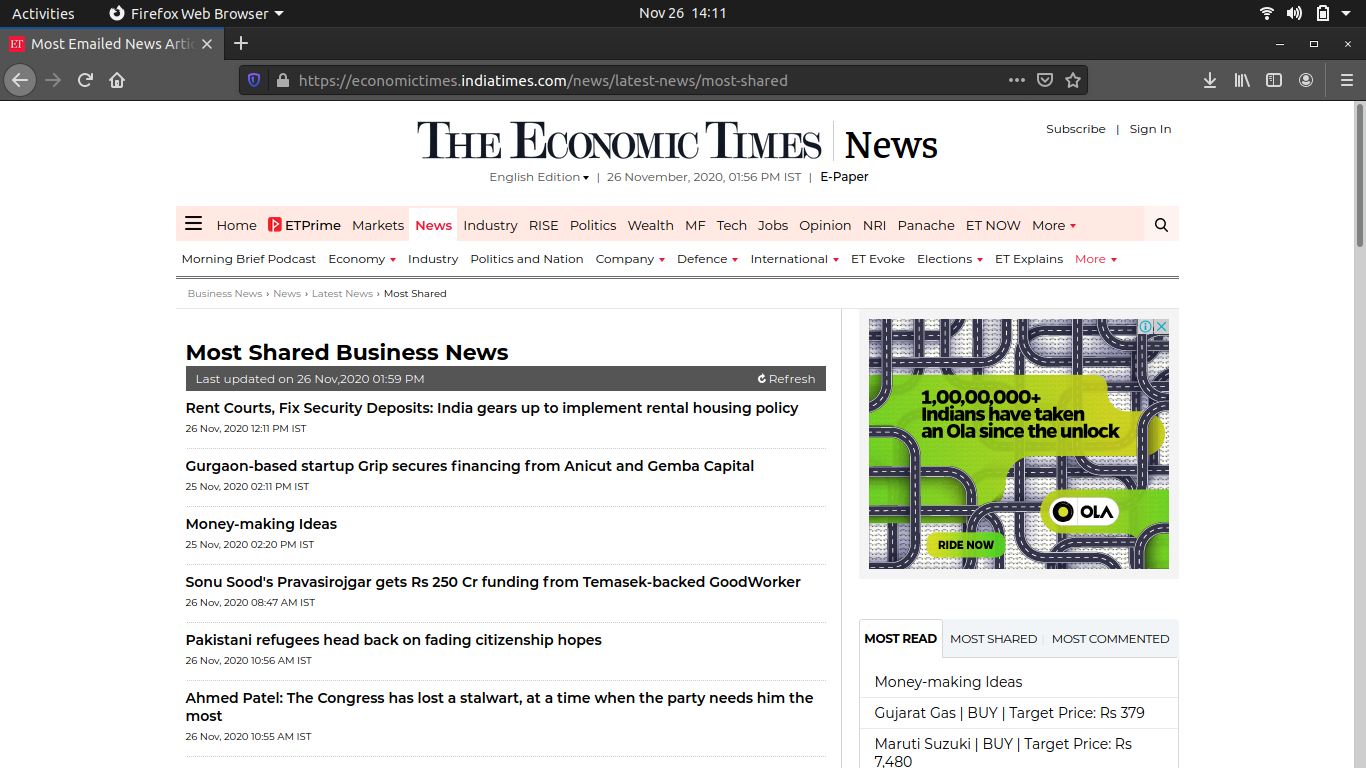 Activities Firefox Web Browser Nov 26 14:11
ET Most Emailed News Artic
https://economictimes.indiatimes.com/news/latest-news/most-shared
THE ECONOMIC TIMES News
Subscribe | Sign In
English Edition | 26 November, 2020, 01:56 PM IST | E-Paper
Home ETPrime Markets News Industry RISE Politics Wealth MF Tech Jobs Opinion NRI Panache ET NOW More
Morning Brief Podcast Economy Industry Politics and Nation Company Defence International ET Evoke Elections ET Explains More
Business News › News › Latest News › Most Shared
Most Shared Business News
Last updated on 26 Nov,2020 01:59 PM Refresh
Rent Courts, Fix Security Deposits: India gears up to implement rental housing policy
26 Nov, 2020 12:11 PM IST
Gurgaon-based startup Grip secures financing from Anicut and Gemba Capital
25 Nov, 2020 02:11 PM IST
Money-making Ideas
25 Nov, 2020 02:20 PM IST
Sonu Sood's Pravasirojgar gets Rs 250 Cr funding from Temasek-backed GoodWorker
26 Nov, 2020 08:47 AM IST
Pakistani refugees head back on fading citizenship hopes
26 Nov, 2020 10:56 AM IST
Ahmed Patel: The Congress has lost a stalwart, at a time when the party needs him the
most
26 Nov, 2020 10:55 AM IST
1,00,00,000+
Indians have taken
an Ola since the unlock
OLA
RIDE NOW
MOST READ MOST SHARED MOST COMMENTED
Money-making Ideas
Gujarat Gas | BUY | Target Price: Rs 379
Maruti Suzuki | BUY | Target Price: Rs
7,480